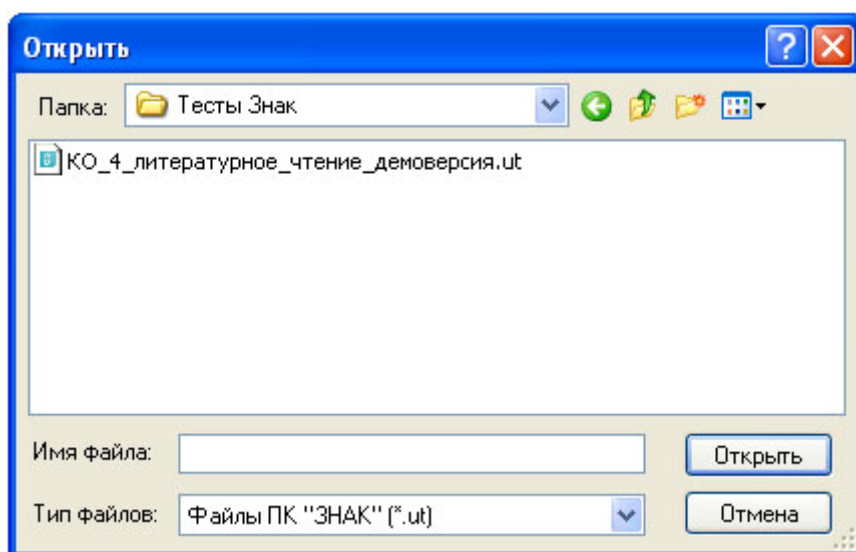 Открыть
Папка: Тесты Знак
КО_4_литературное_чтение_демоверсия.ut
Имя файла: Открыть
Тип файлов: Файлы ПК "ЗНАК" (*.ut) Отмена